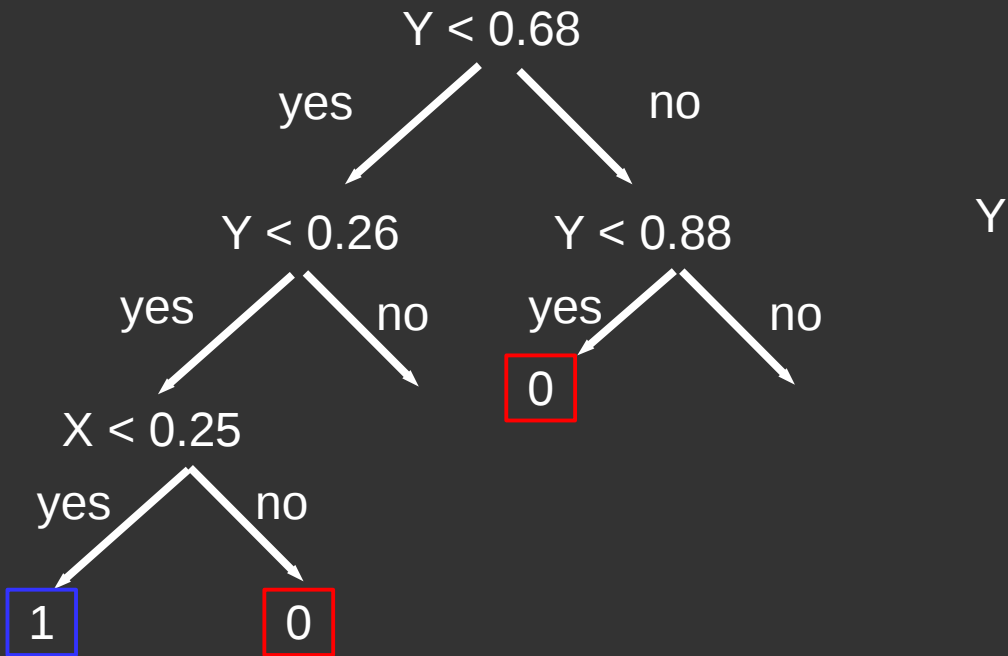 Y < 0.68
yes
no
Y
Y < 0.26
Y < 0.88
yes
no
yes
no
0
X < 0.25
yes
no
1
0